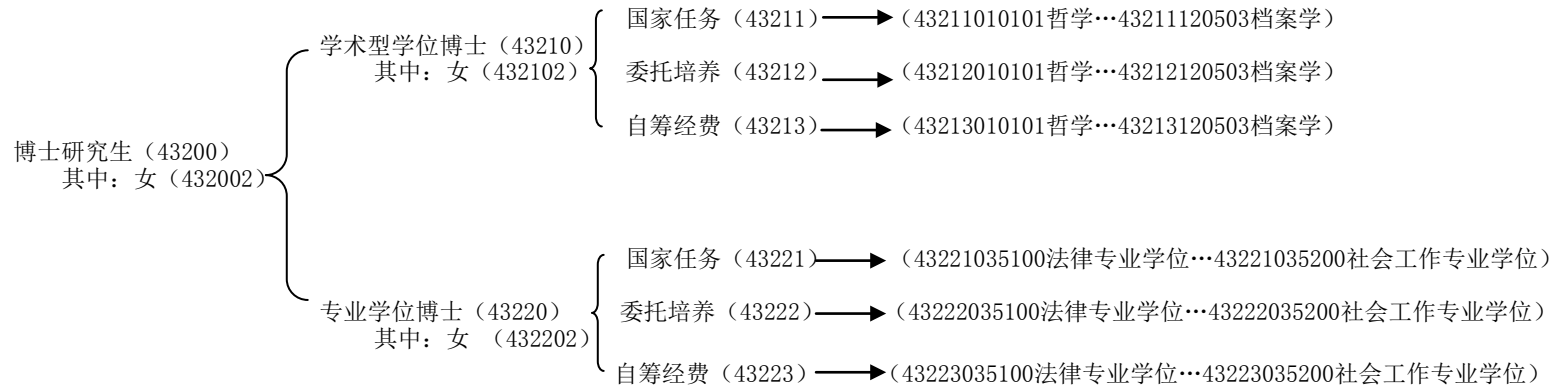 博士研究生（43200）
其中：女（432002）
学术型学位博士（43210）
其中：女（432102）
国家任务（43211）
（43211010101哲学…43211120503档案学）
委托培养（43212）
（43212010101哲学…43212120503档案学）
自筹经费（43213）
（43213010101哲学…43213120503档案学）
专业学位博士（43220）
其中：女 （432202）
国家任务（43221）
（43221035100法律专业学位…43221035200社会工作专业学位）
委托培养（43222）
（43222035100法律专业学位…43222035200社会工作专业学位）
自筹经费（43223）
（43223035100法律专业学位…43223035200社会工作专业学位）